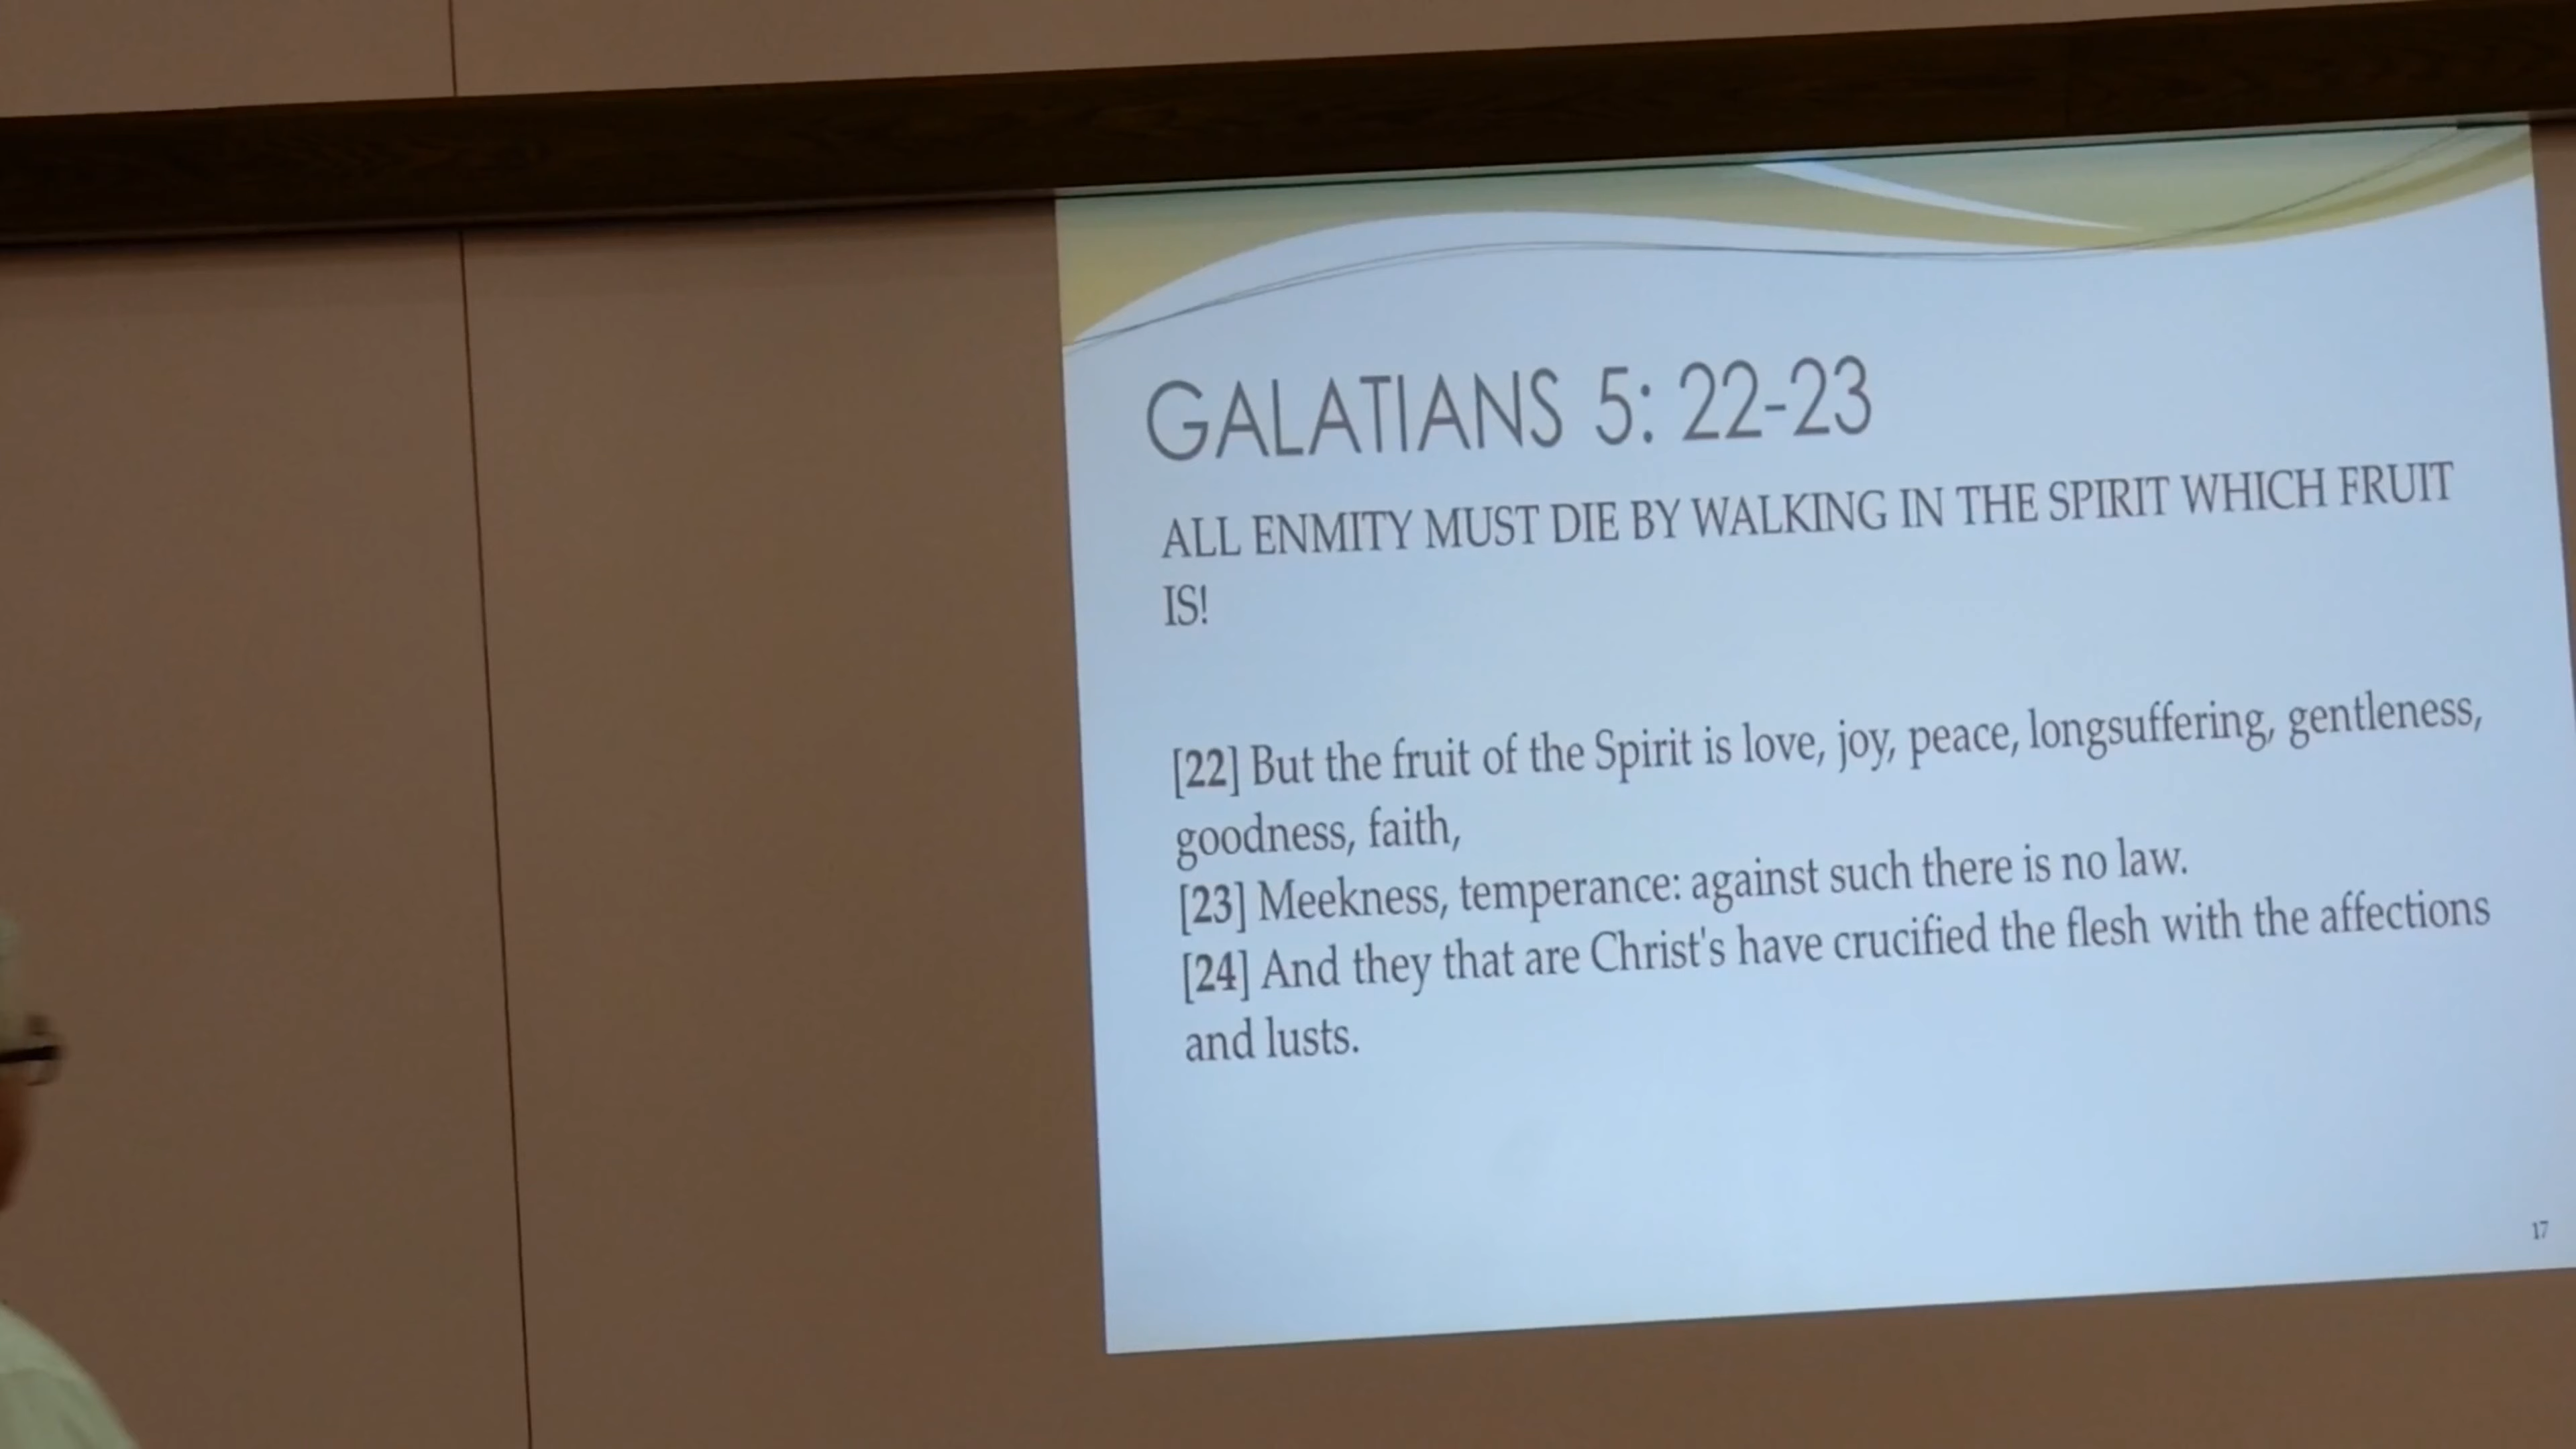 GALATIANS 5: 22-23
ALL ENMITY MUST DIE BY WALKING IN THE SPIRIT WHICH FRUIT
IS!
[22] But the fruit of the Spirit is love, joy, peace, longsuffering, gentleness,
goodness, faith,
[23] Meekness, temperance: against such there is no law.
[24] And they that are Christ's have crucified the flesh with the affections
and lusts.
17